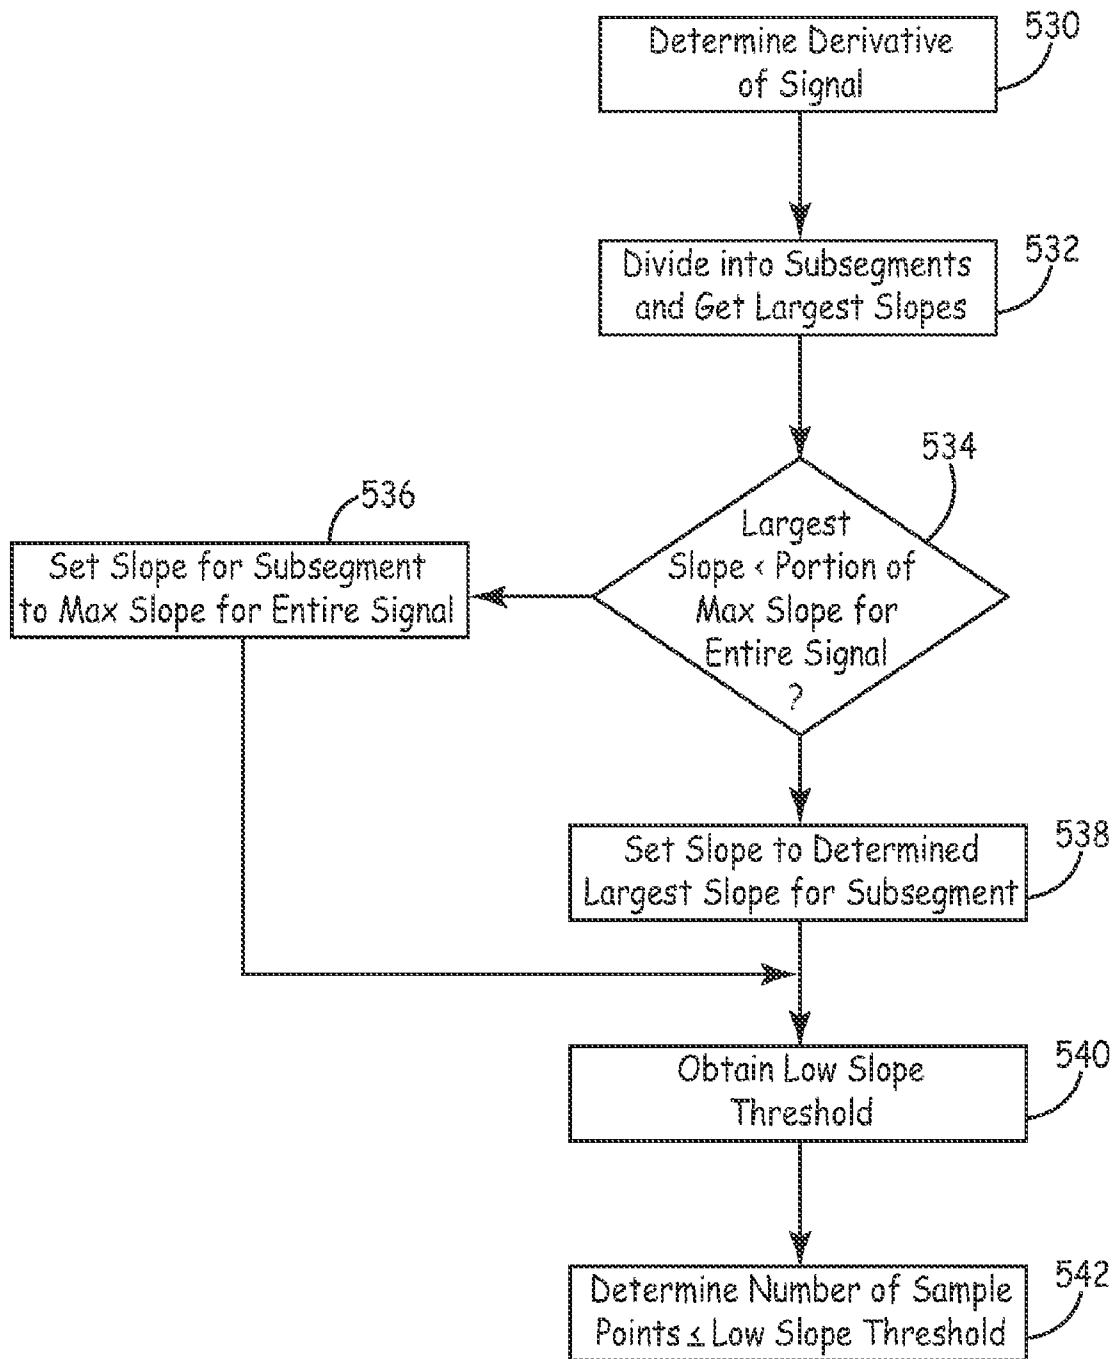 530
Determine Derivative
of Signal
532
Divide into Subsegments
and Get Largest Slopes
534
Largest
Slope < Portion of
Max Slope for
Entire Signal
?
536
Set Slope for Subsegment
to Max Slope for Entire Signal
538
Set Slope to Determined
Largest Slope for Subsegment
540
Obtain Low Slope
Threshold
542
Determine Number of Sample
Points ≤ Low Slope Threshold